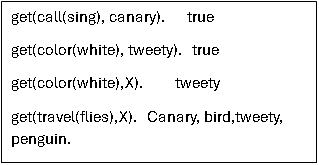 get(call(sing), canary). true
get(color(white), tweety). true
get(color(white),X). tweety
get(travel(flies),X). Canary, bird,tweety,
penguin.